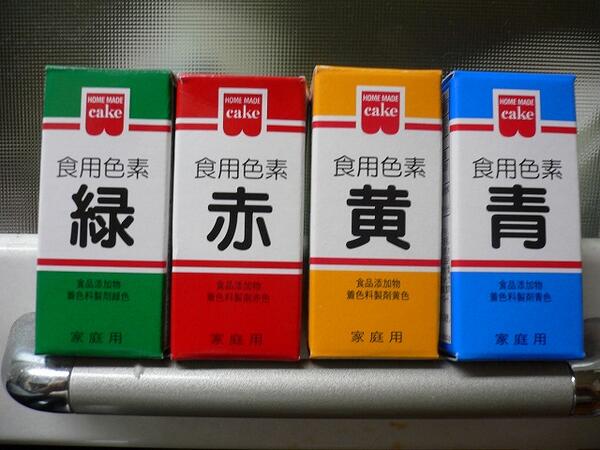 HOME MADE
cake
食用色素
緑
食品添加物
着色料製剤緑色
家庭用
HOME MADE
cake
食用色素
赤
食品添加物
着色料製剤赤色
家庭用
HOME MADE
cake
食用色素
黄
食品添加物
着色料製剤黄色
家庭用
HOME MADE
cake
食用色素
青
食品添加物
着色料製剤青色
家庭用